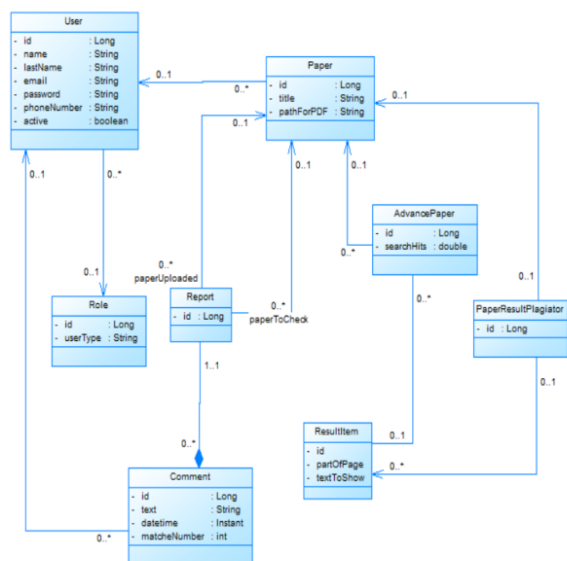 User
- id : Long
- name : String
- lastName : String
- email : String
- password : String
- phoneNumber : String
- active : boolean
Paper
- id : Long
- title : String
- pathForPDF : String
0..1
0..*
0..1
0..1
0..1
0..1
0..1
0..*
AdvancePaper
- id : Long
- searchHits : double
0..*
0..*
0..1
0..*
paperUploaded
0..1
Role
- id : Long
- userType : String
Report
- id : Long
0..*
paperToCheck
PaperResultPlagiator
- id : Long
1..1
0..1
ResultItem
- id
- partOfPage
- textToShow
0..1
0..*
0..*
Comment
- id : Long
- text : String
- datetime : Instant
- matcheNumber : int
0..*